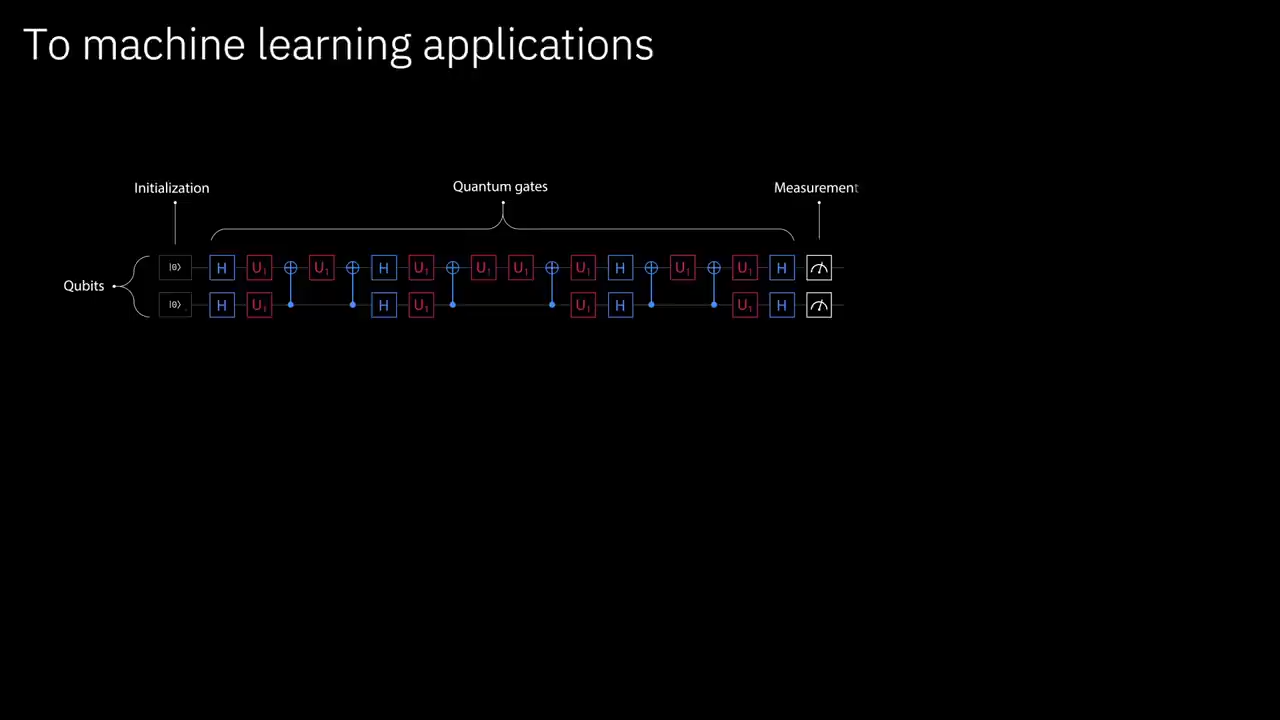 To machine learning applications
Initialization
Quantum gates
Measurement
Qubits
|0⟩ H U₁ U₁ H U₁ U₁ U₁ U₁ H U₁ U₁ H
|0⟩ H U₁ H U₁ U₁ H U₁ H